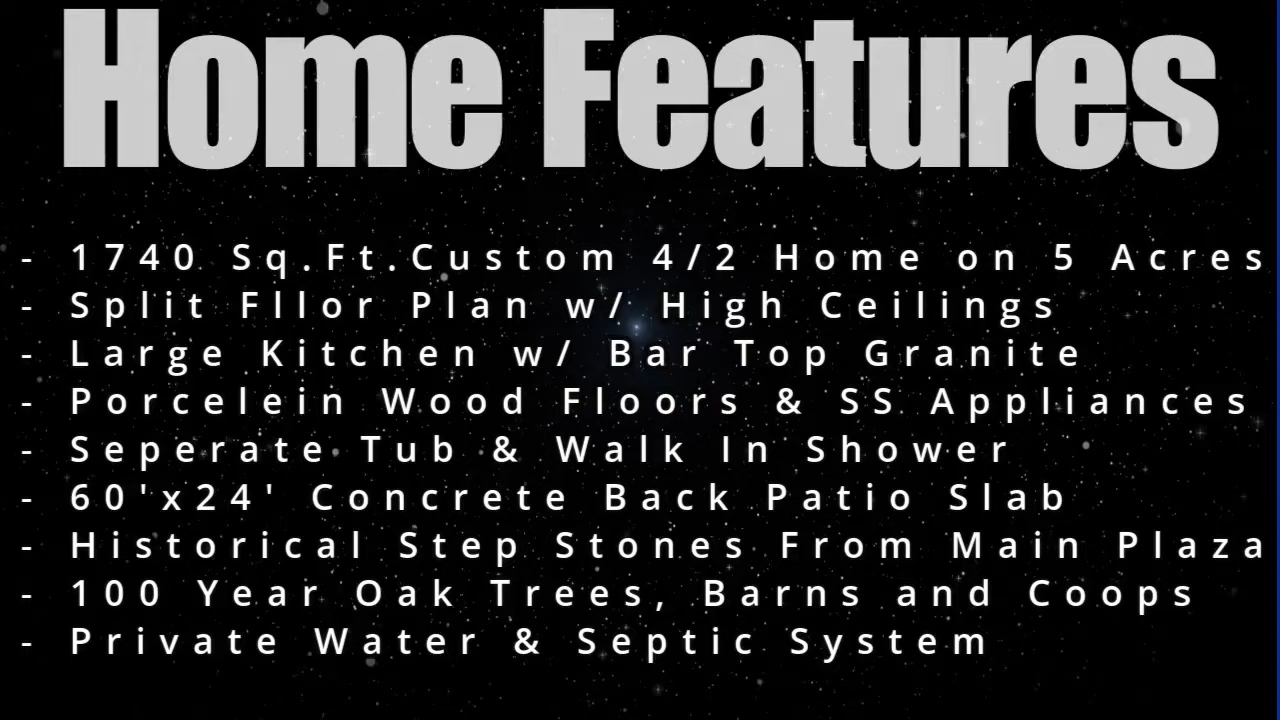 Home Features
- 1740 Sq.Ft.Custom 4/2 Home on 5 Acres
- Split Fllor Plan w/ High Ceilings
- Large Kitchen w/ Bar Top Granite
- Porcelein Wood Floors & SS Appliances
- Seperate Tub & Walk In Shower
- 60'x24' Concrete Back Patio Slab
- Historical Step Stones From Main Plaza
- 100 Year Oak Trees, Barns and Coops
- Private Water & Septic System